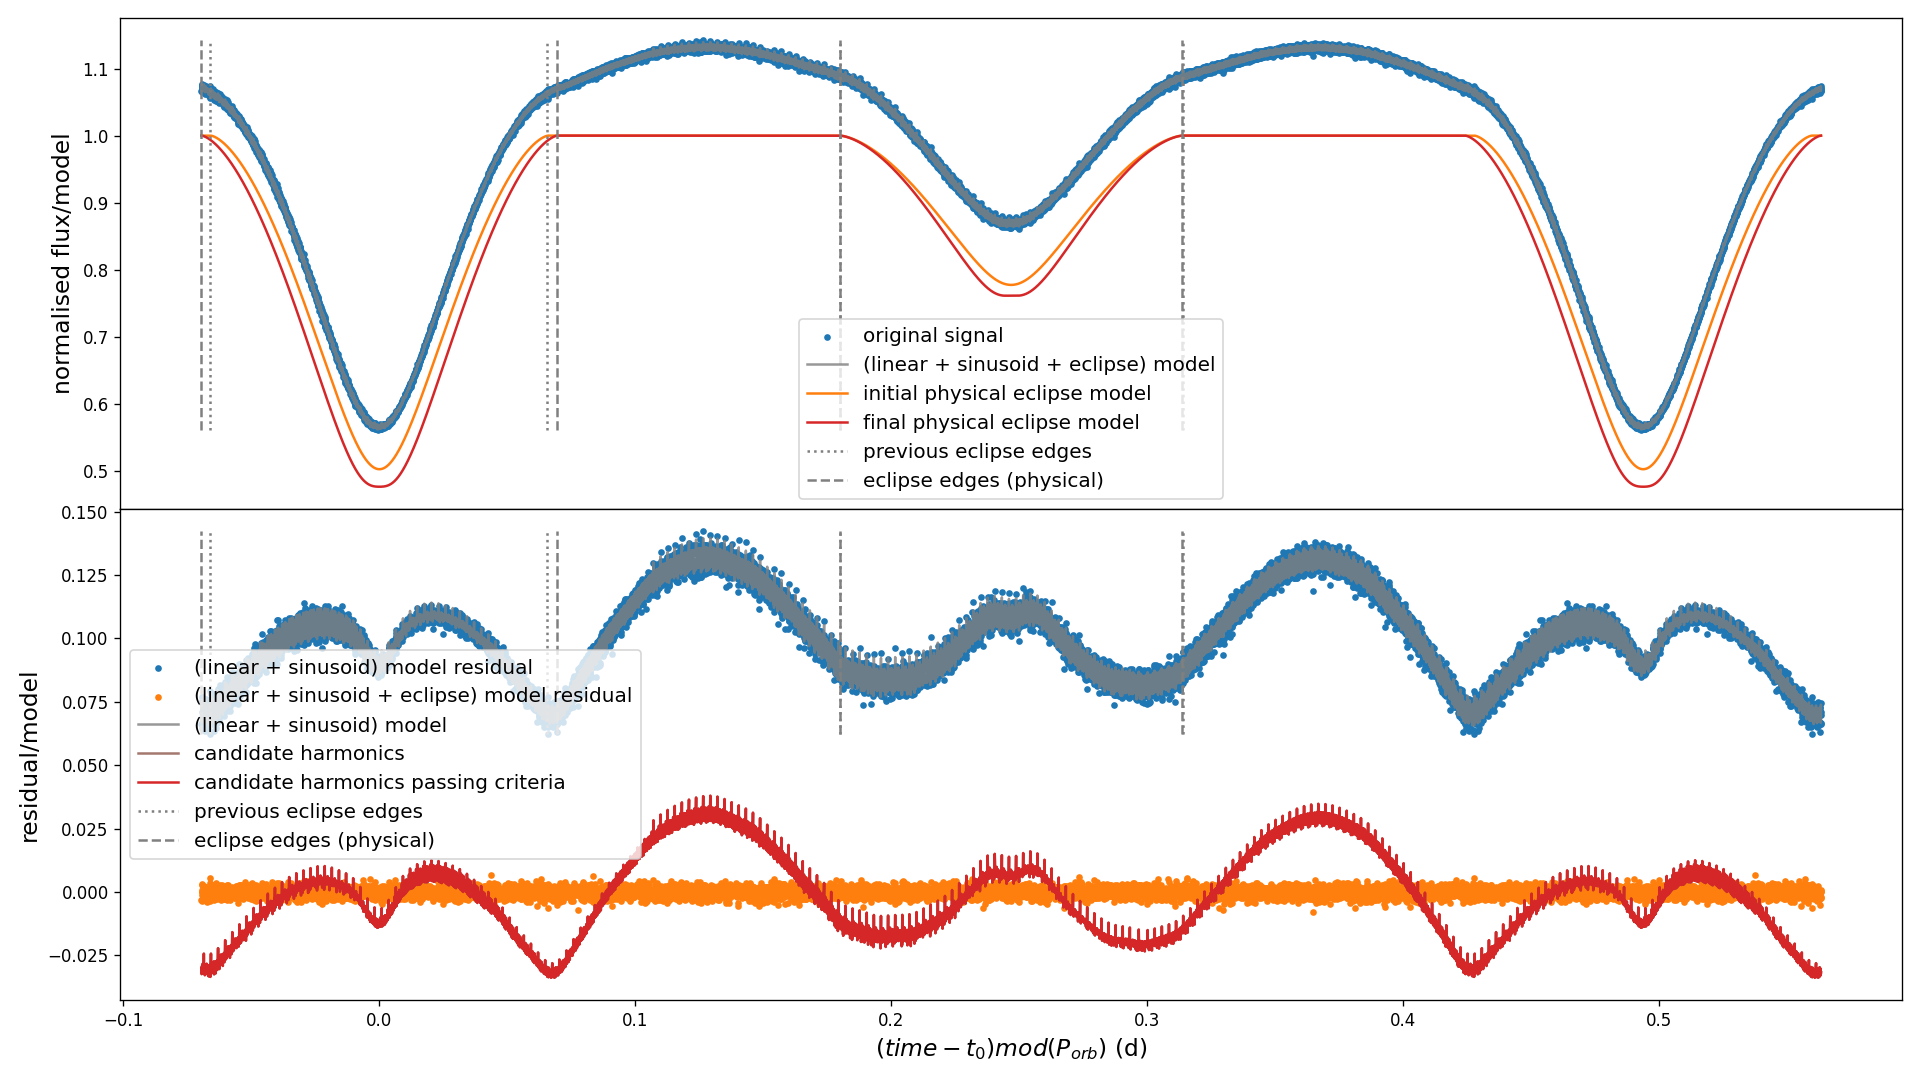 normalised flux/model
1.1
1.0
0.9
0.8
0.7
0.6
0.5
original signal
(linear + sinusoid + eclipse) model
initial physical eclipse model
final physical eclipse model
previous eclipse edges
eclipse edges (physical)
residual/model
0.150
0.125
0.100
0.075
0.050
0.025
0.000
−0.025
(linear + sinusoid) model residual
(linear + sinusoid + eclipse) model residual
(linear + sinusoid) model
candidate harmonics
candidate harmonics passing criteria
previous eclipse edges
eclipse edges (physical)
−0.1 0.0 0.1 0.2 0.3 0.4 0.5
(time − t₀)mod(P_orb) (d)